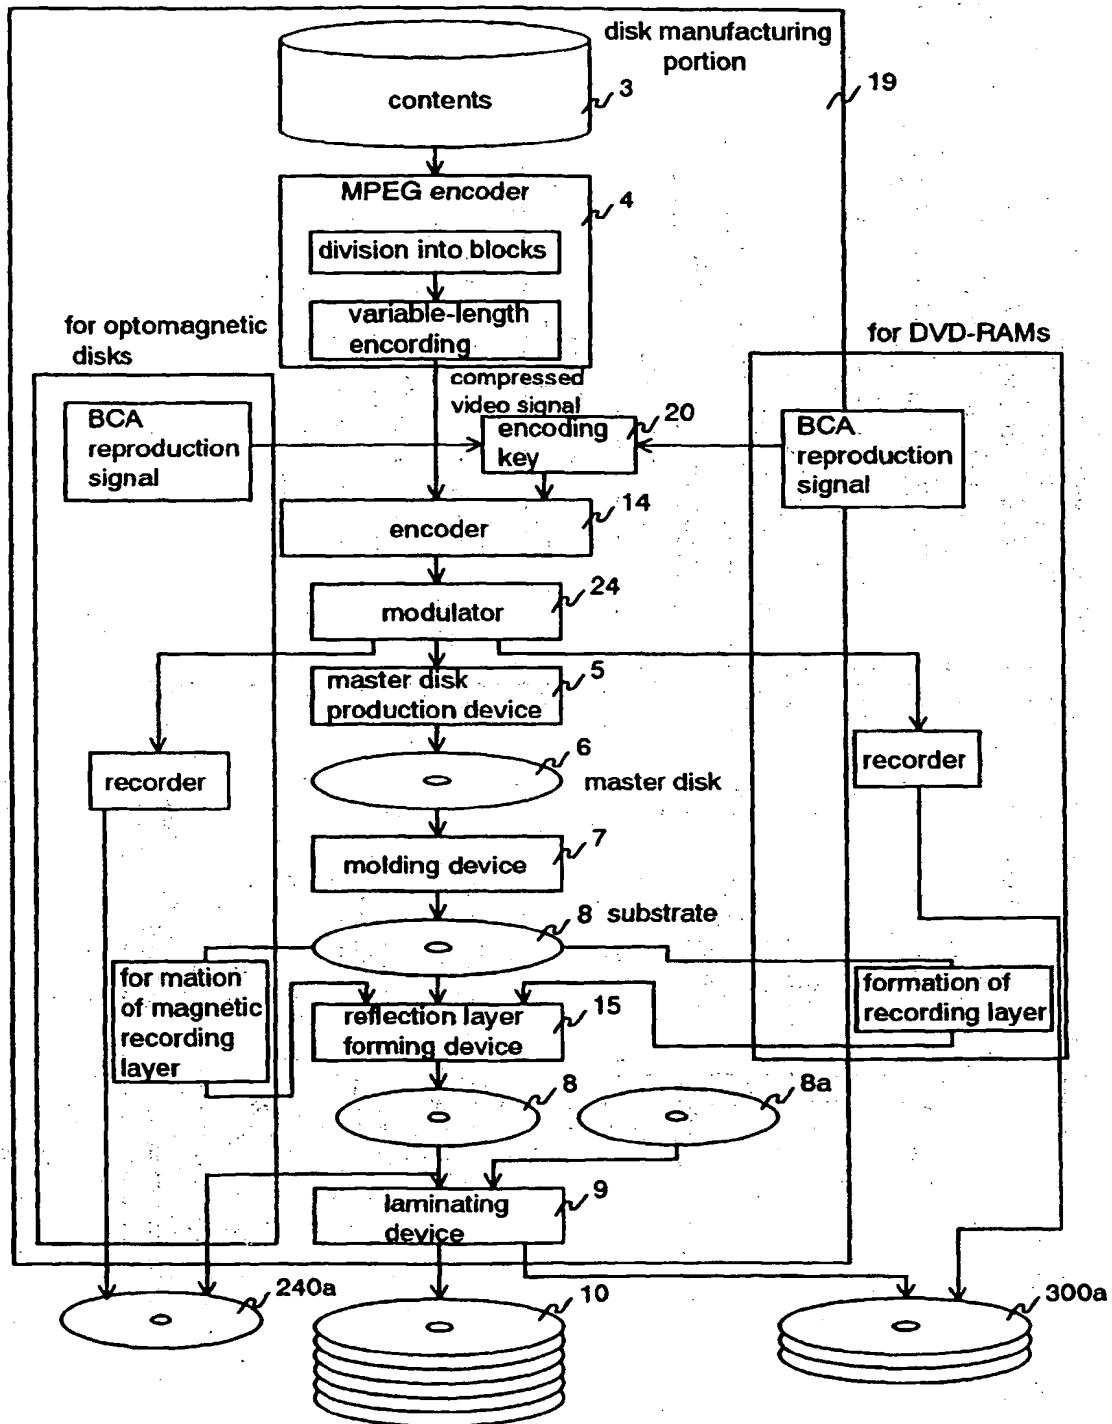 disk manufacturing
portion
19
contents
3
MPEG encoder
4
division into blocks
variable-length
encording
for optomagnetic
disks
for DVD-RAMs
compressed
video signal
20
BCA
reproduction
signal
encoding
key
BCA
reproduction
signal
14
encoder
24
modulator
5
master disk
production device
6
master disk
recorder
recorder
7
molding device
8 substrate
for mation
of magnetic
recording
layer
15
reflection layer
forming device
formation of
recording layer
8
8a
9
laminating
device
240a
10
300a